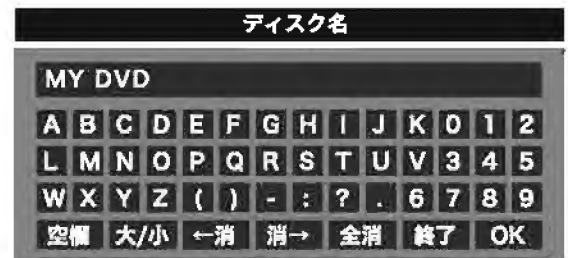 ディスク名
MY DVD
A B C D E F G H I J K 0 1 2
L M N O P Q R S T U V 3 4 5
W X Y Z ( ) - : ? . 6 7 8 9
空欄 大/小 ←消 消→ 全消 終了 OK